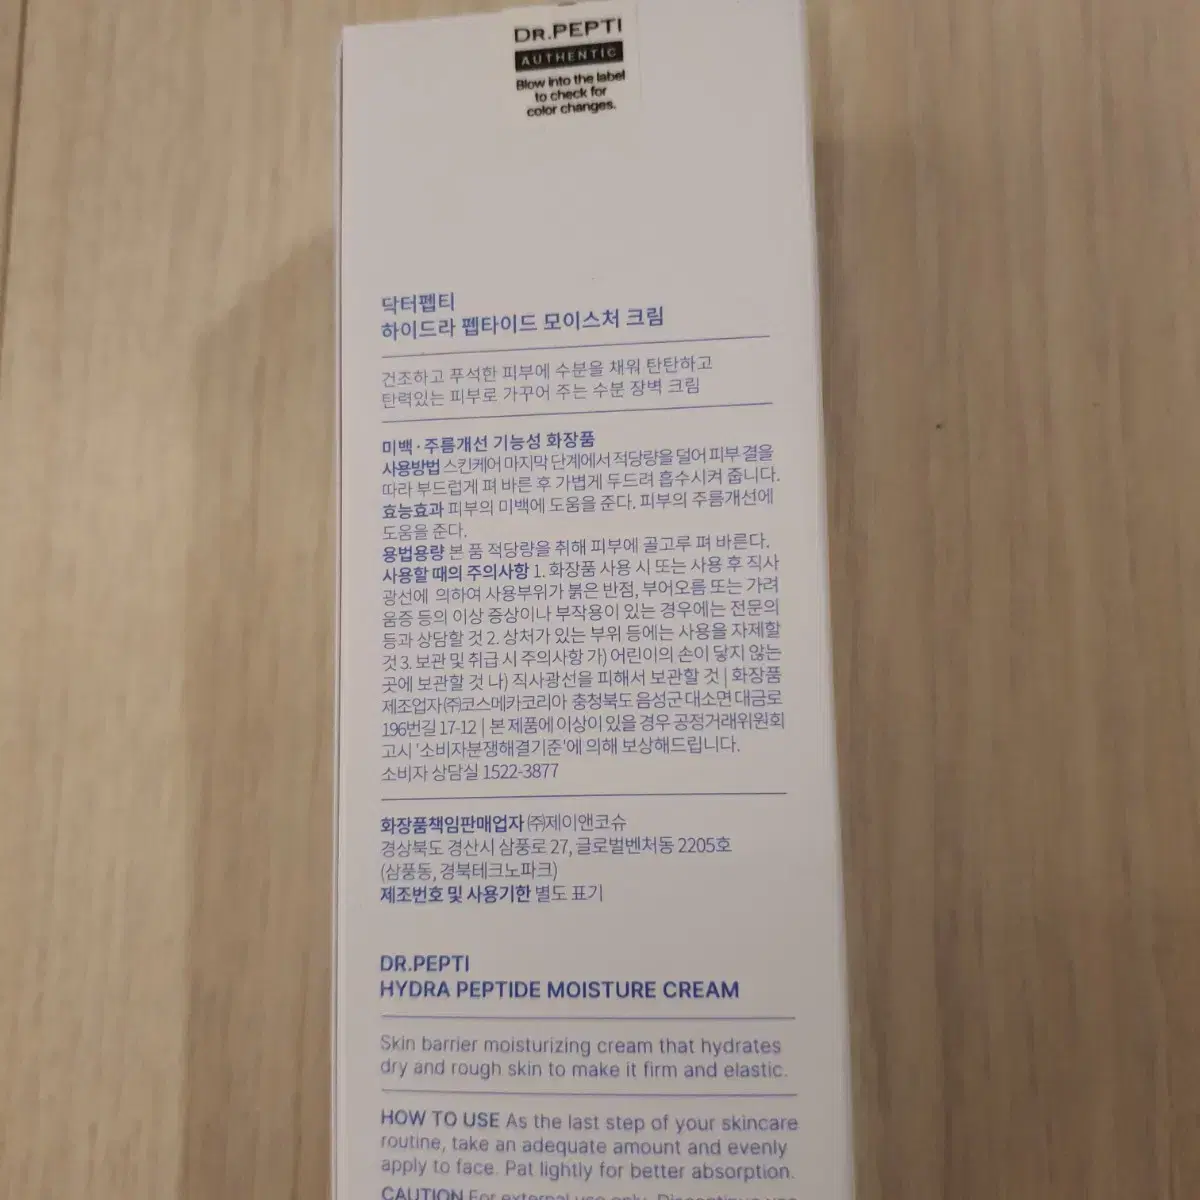 DR.PEPTI
AUTHENTIC
Blow into the label
to check for
color changes.
닥터펩티
하이드라 펩타이드 모이스처 크림
건조하고 푸석한 피부에 수분을 채워 탄탄하고
탄력있는 피부로 가꾸어 주는 수분 장벽 크림
미백·주름개선 기능성 화장품
사용방법 스킨케어 마지막 단계에서 적당량을 덜어 피부 결을
따라 부드럽게 펴 바른 후 가볍게 두드려 흡수시켜 줍니다.
효능효과 피부의 미백에 도움을 준다. 피부의 주름개선에
도움을 준다.
용법용량 본 품 적당량을 취해 피부에 골고루 펴 바른다.
사용할 때의 주의사항 1. 화장품 사용 시 또는 사용 후 직사
광선에 의하여 사용부위가 붉은 반점, 부어오름 또는 가려
움증 등의 이상 증상이나 부작용이 있는 경우에는 전문의
등과 상담할 것 2. 상처가 있는 부위 등에는 사용을 자제할
것 3. 보관 및 취급 시 주의사항 가) 어린이의 손이 닿지 않는
곳에 보관할 것 나) 직사광선을 피해서 보관할 것 | 화장품
제조업자 ㈜코스메카코리아 충청북도 음성군 대소면 대금로
196번길 17-12 | 본 제품에 이상이 있을 경우 공정거래위원회
고시 '소비자분쟁해결기준'에 의해 보상해드립니다.
소비자 상담실 1522-3877
화장품책임판매업자 ㈜제이앤코슈
경상북도 경산시 삼풍로 27, 글로벌벤처동 2205호
(삼풍동, 경북테크노파크)
제조번호 및 사용기한 별도 표기
DR.PEPTI
HYDRA PEPTIDE MOISTURE CREAM
Skin barrier moisturizing cream that hydrates
dry and rough skin to make it firm and elastic.
HOW TO USE As the last step of your skincare
routine, take an adequate amount and evenly
apply to face. Pat lightly for better absorption.
CAUTION For external use only. Discontinue use